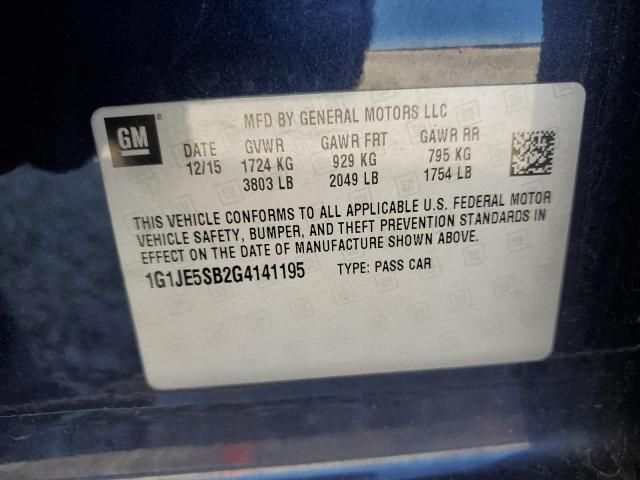 MFD BY GENERAL MOTORS LLC
GM ®
DATE GVWR GAWR FRT GAWR RR
12/15 1724 KG 929 KG 795 KG
3803 LB 2049 LB 1754 LB
THIS VEHICLE CONFORMS TO ALL APPLICABLE U.S. FEDERAL MOTOR
VEHICLE SAFETY, BUMPER, AND THEFT PREVENTION STANDARDS IN
EFFECT ON THE DATE OF MANUFACTURE SHOWN ABOVE.
1G1JE5SB2G4141195 TYPE: PASS CAR